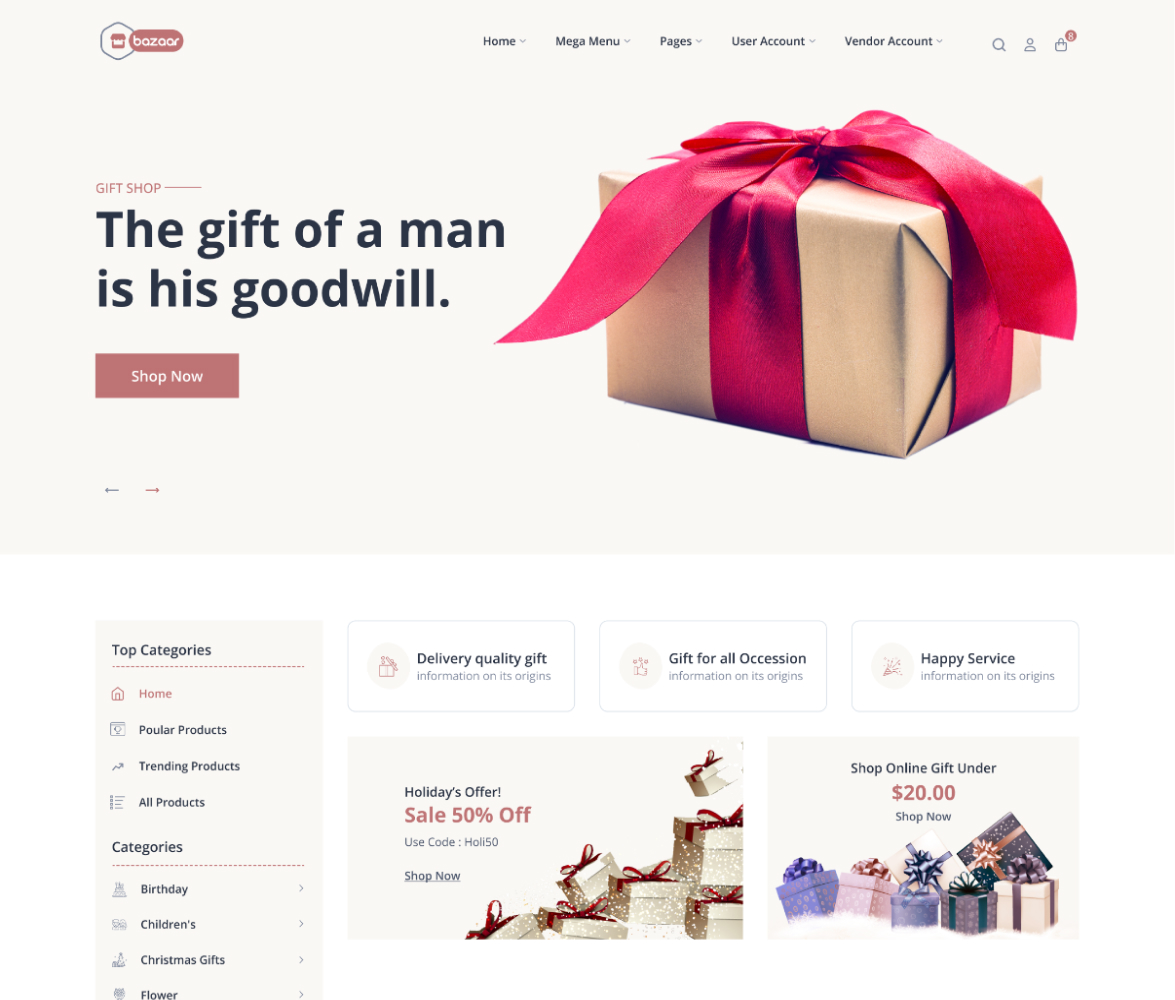 bazaar
Home
Mega Menu
Pages
User Account
Vendor Account
8
GIFT SHOP
The gift of a man
is his goodwill.
Shop Now
Top Categories
Home
Poular Products
Trending Products
All Products
Categories
Birthday
Children's
Christmas Gifts
Flower
Delivery quality gift
information on its origins
Gift for all Occession
information on its origins
Happy Service
information on its origins
Holiday's Offer!
Sale 50% Off
Use Code : Holi50
Shop Now
Shop Online Gift Under
$20.00
Shop Now